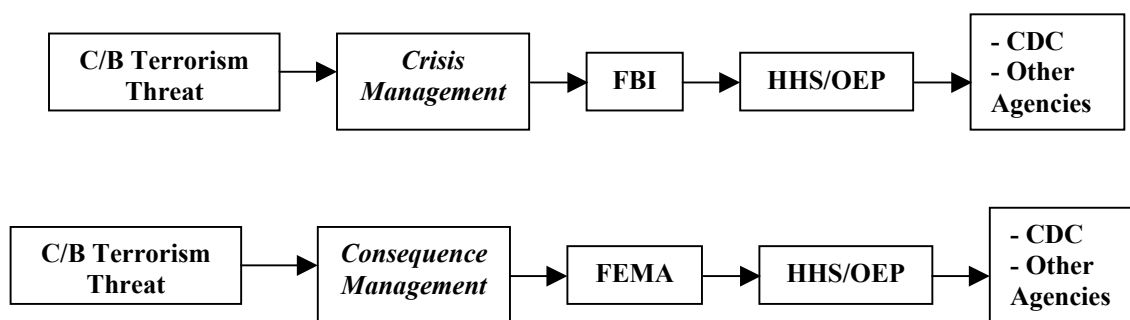 C/B Terrorism
Threat
Crisis
Management
FBI
HHS/OEP
- CDC
- Other
Agencies
C/B Terrorism
Threat
Consequence
Management
FEMA
HHS/OEP
- CDC
- Other
Agencies